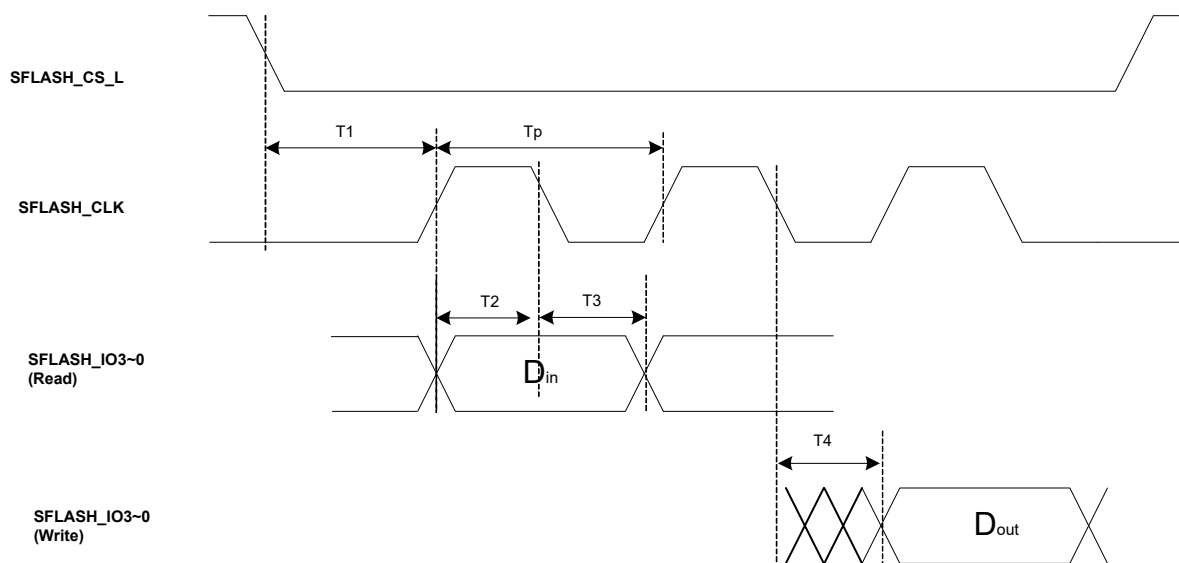 SFLASH_CS_L
T1
Tp
SFLASH_CLK
T2
T3
SFLASH_IO3~0
(Read)
Din
T4
SFLASH_IO3~0
(Write)
Dout